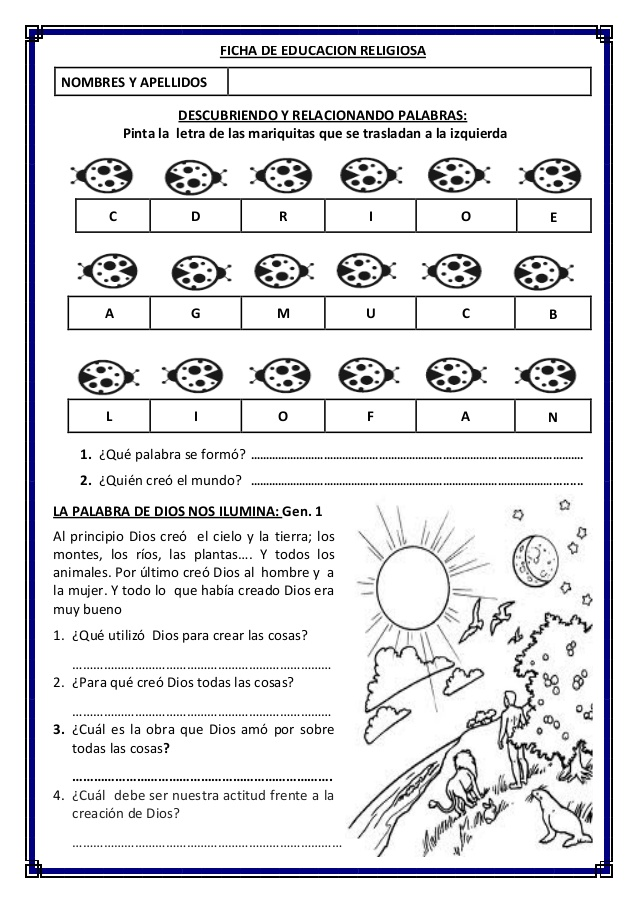 FICHA DE EDUCACION RELIGIOSA
NOMBRES Y APELLIDOS
DESCUBRIENDO Y RELACIONANDO PALABRAS:
Pinta la letra de las mariquitas que se trasladan a la izquierda
C D R I O E
A G M U C B
L I O F A N
1. ¿Qué palabra se formó? ……………………………………………………………………………
2. ¿Quién creó el mundo? ……………………………………………………………………………
LA PALABRA DE DIOS NOS ILUMINA: Gen. 1
Al principio Dios creó el cielo y la tierra; los
montes, los ríos, las plantas…. Y todos los
animales. Por último creó Dios al hombre y a
la mujer. Y todo lo que había creado Dios era
muy bueno
1. ¿Qué utilizó Dios para crear las cosas?
………………………………………………………………
2. ¿Para qué creó Dios todas las cosas?
………………………………………………………………
3. ¿Cuál es la obra que Dios amó por sobre
todas las cosas?
………………………………………………………………
4. ¿Cuál debe ser nuestra actitud frente a la
creación de Dios?
………………………………………………………………